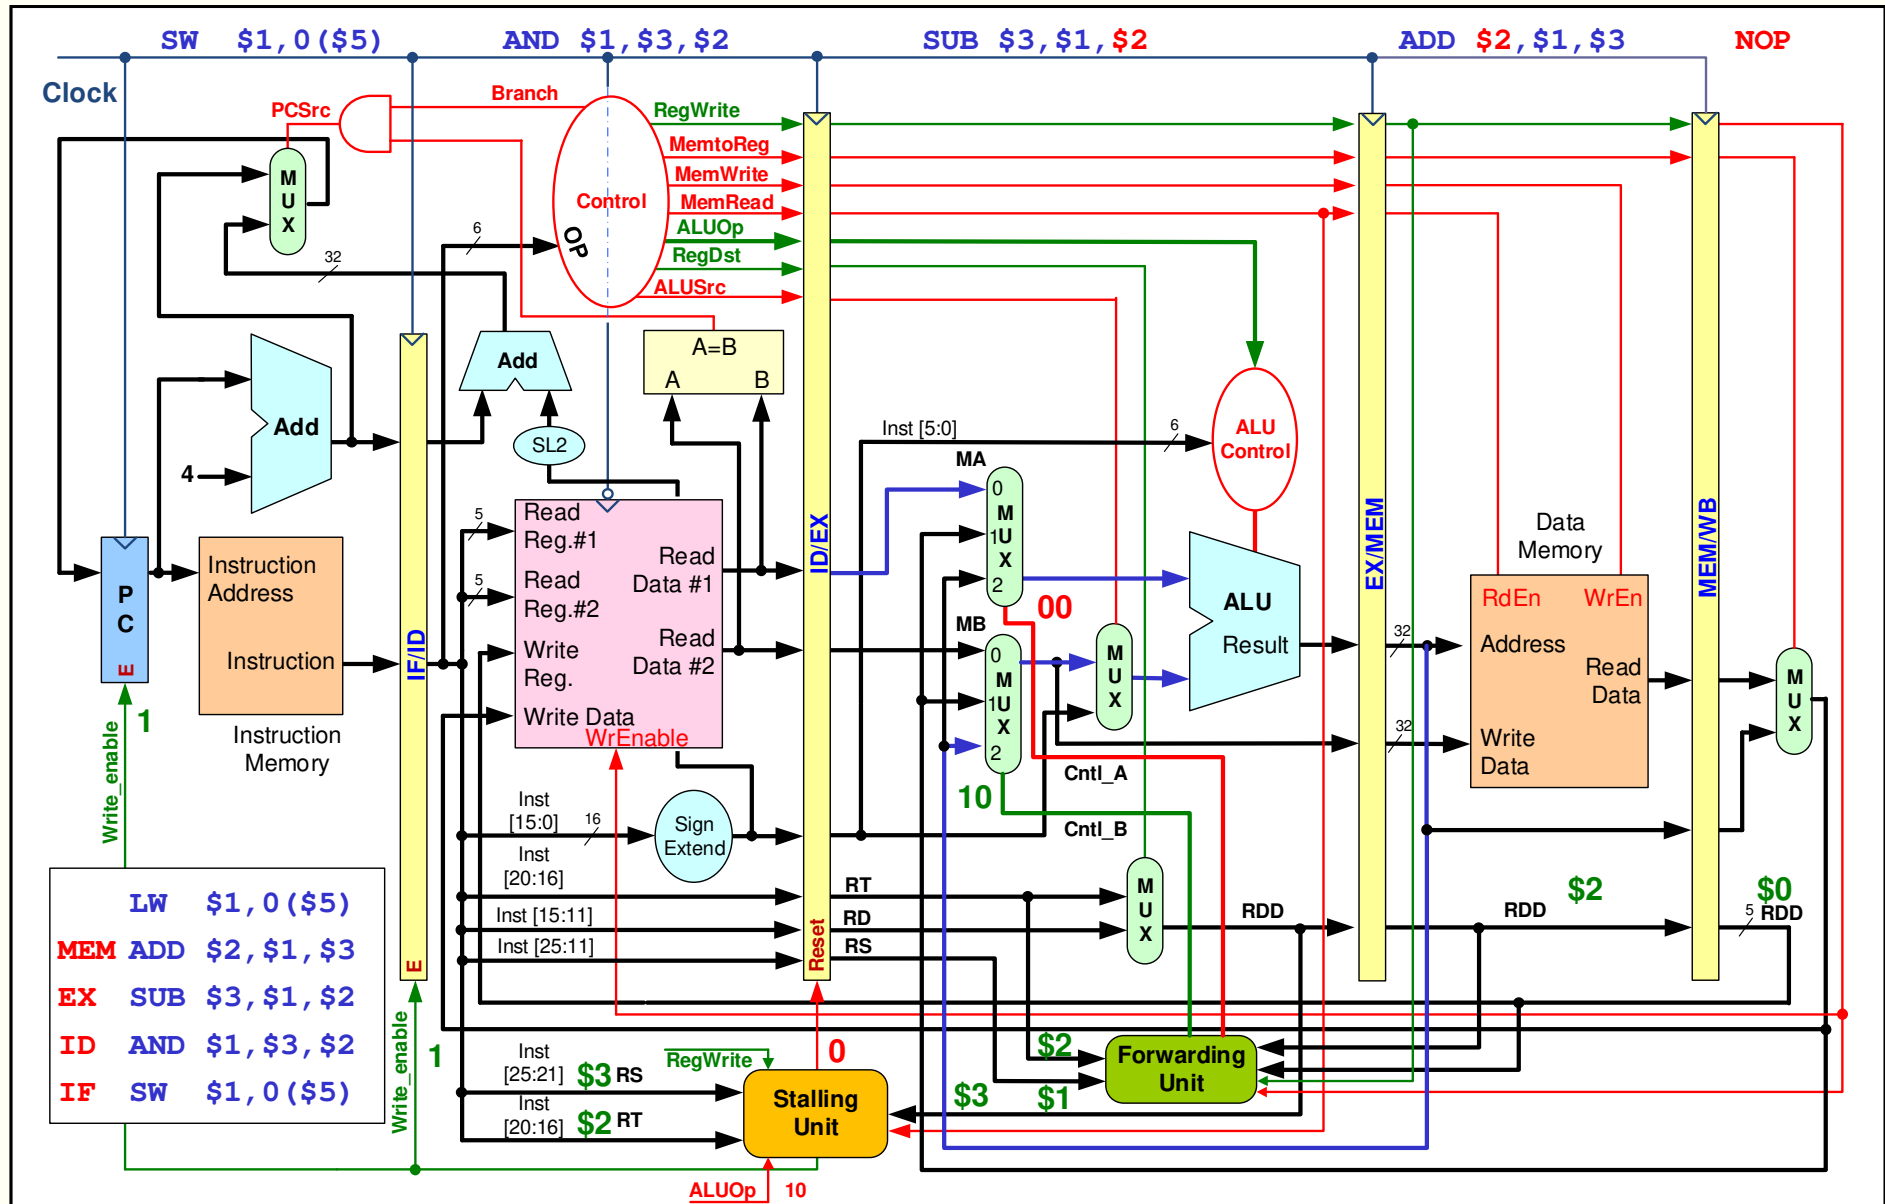 SW $1,0($5)
AND $1,$3,$2
SUB $3,$1,$2
ADD $2,$1,$3
NOP
Clock
PCSrc
Branch
RegWrite
MemtoReg
MemWrite
MemRead
ALUOp
RegDst
ALUSrc
Control
OP
6
32
M
U
X
Add
4
Add
SL2
A=B
A
B
Inst [5:0]
6
ALU
Control
MA
0
M
1U
X
2
00
MB
0
M
1U
X
2
10
M
U
X
ALU
Result
P
C
E
Instruction
Address
Instruction
Instruction
Memory
IF/ID
E
5
5
Read
Reg.#1
Read
Reg.#2
Write
Reg.
Write Data
WrEnable
Read
Data #1
Read
Data #2
ID/EX
Reset
EX/MEM
MEM/WB
Data
Memory
RdEn
WrEn
Address
Read
Data
Write
Data
32
32
M
U
X
Cntl_A
Cntl_B
Write_enable
1
Inst
[15:0]
16
Sign
Extend
Inst
[20:16]
Inst [15:11]
Inst [25:11]
RT
RD
RS
M
U
X
RDD
RDD
$2
$0
5
RDD
LW $1,0($5)
MEM ADD $2,$1,$3
EX SUB $3,$1,$2
ID AND $1,$3,$2
IF SW $1,0($5)
Write_enable
1
Inst
[25:21]
$3 RS
Inst
[20:16]
$2 RT
RegWrite
0
Stalling
Unit
ALUOp 10
$3
$2
$1
Forwarding
Unit